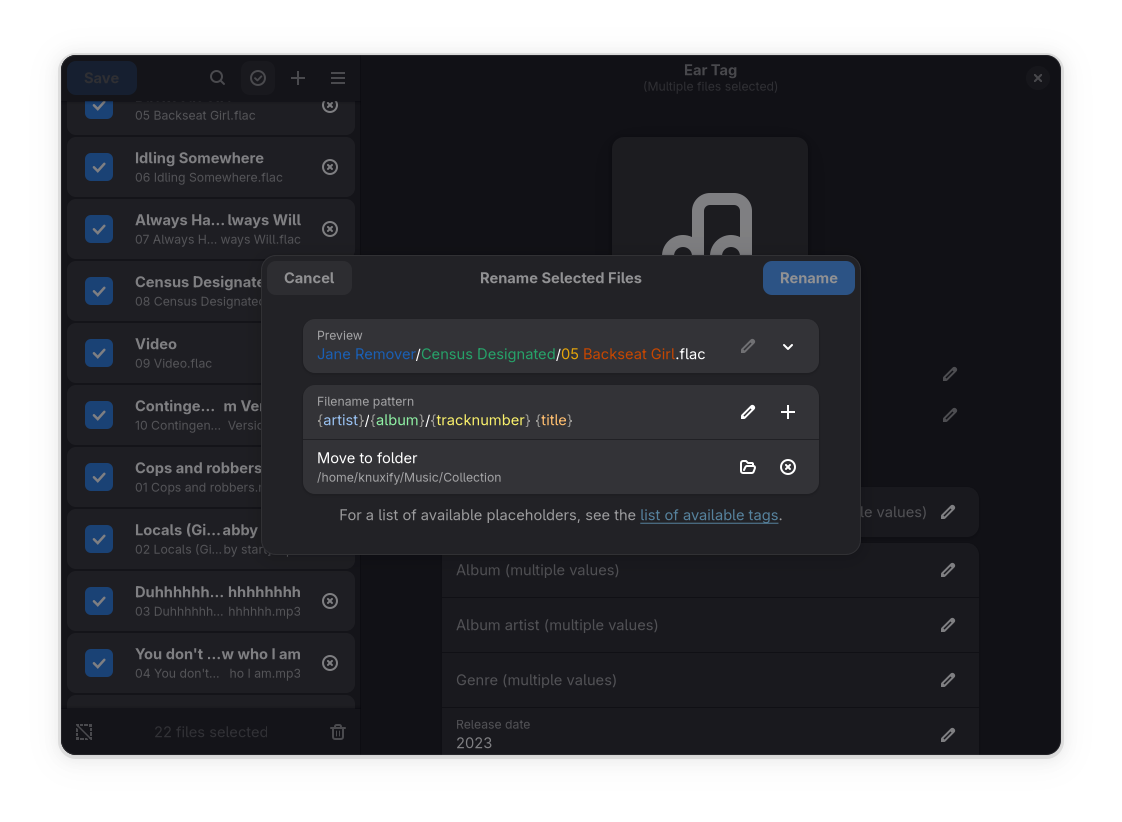 Save
Ear Tag
(Multiple files selected)
05 Backseat Girl.flac
Idling Somewhere
06 Idling Somewhere.flac
Always Ha… lways Will
07 Always H… ways Will.flac
Census Designate
08 Census Designated
Video
09 Video.flac
Continge… m Ver
10 Contingen… Versio
Cops and robbers
01 Cops and robbers.
Locals (Gi…abby
02 Locals (Gi…by star
Duhhhhh… hhhhhhhh
03 Duhhhhh… hhhhhh.mp3
You don't …w who I am
04 You don't… ho I am.mp3
22 files selected
Cancel
Rename Selected Files
Rename
Preview
Jane Remover/Census Designated/05 Backseat Girl.flac
Filename pattern
{artist}/{album}/{tracknumber} {title}
Move to folder
/home/knuxify/Music/Collection
For a list of available placeholders, see the list of available tags.
le values)
Album (multiple values)
Album artist (multiple values)
Genre (multiple values)
Release date
2023